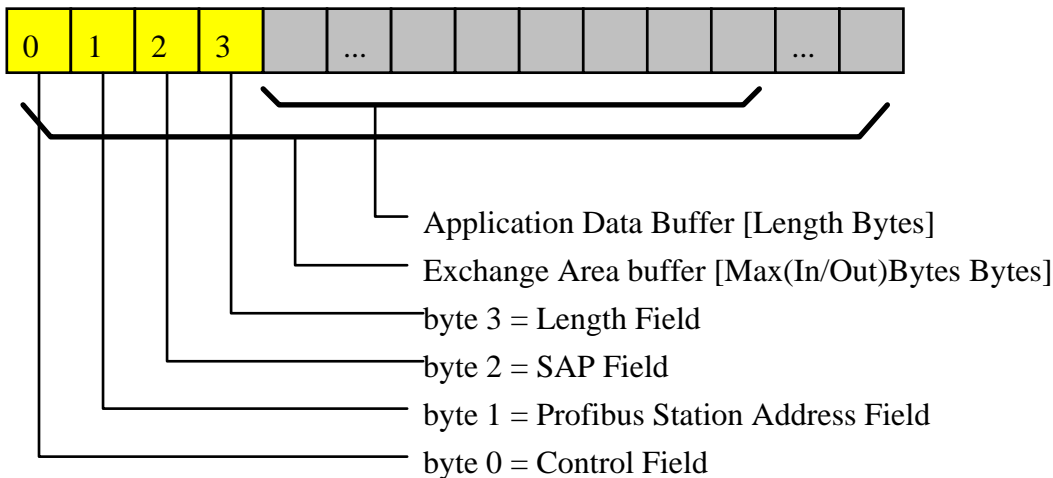 0 1 2 3 ... ...
Application Data Buffer [Length Bytes]
Exchange Area buffer [Max(In/Out)Bytes Bytes]
byte 3 = Length Field
byte 2 = SAP Field
byte 1 = Profibus Station Address Field
byte 0 = Control Field